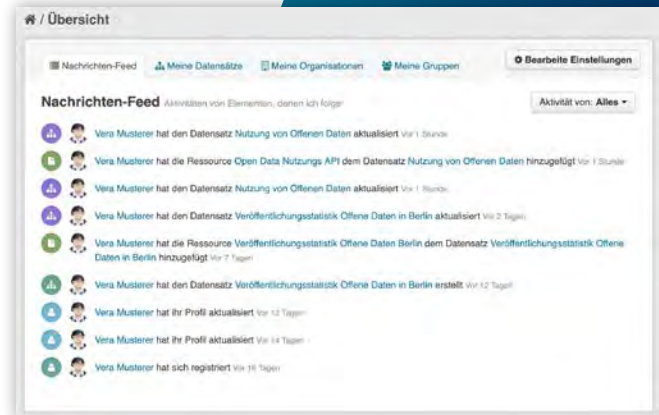 / Übersicht
Nachrichten-Feed Meine Datensätze Meine Organisationen Meine Gruppen Bearbeite Einstellungen
Nachrichten-Feed Aktivitäten von Elementen, denen ich folge Aktivität von: Alles
Vera Musterer hat den Datensatz Nutzung von Offenen Daten aktualisiert Vor 1 Stunde
Vera Musterer hat die Ressource Open Data Nutzungs API dem Datensatz Nutzung von Offenen Daten hinzugefügt Vor 1 Stunde
Vera Musterer hat den Datensatz Nutzung von Offenen Daten aktualisiert Vor 1 Stunde
Vera Musterer hat den Datensatz Veröffentlichungsstatistik Offene Daten in Berlin aktualisiert Vor 2 Tagen
Vera Musterer hat die Ressource Veröffentlichungsstatistik Offene Daten Berlin dem Datensatz Veröffentlichungsstatistik Offene
Daten in Berlin hinzugefügt Vor 7 Tagen
Vera Musterer hat den Datensatz Veröffentlichungsstatistik Offene Daten in Berlin erstellt Vor 12 Tagen
Vera Musterer hat ihr Profil aktualisiert Vor 12 Tagen
Vera Musterer hat ihr Profil aktualisiert Vor 14 Tagen
Vera Musterer hat sich registriert Vor 16 Tagen